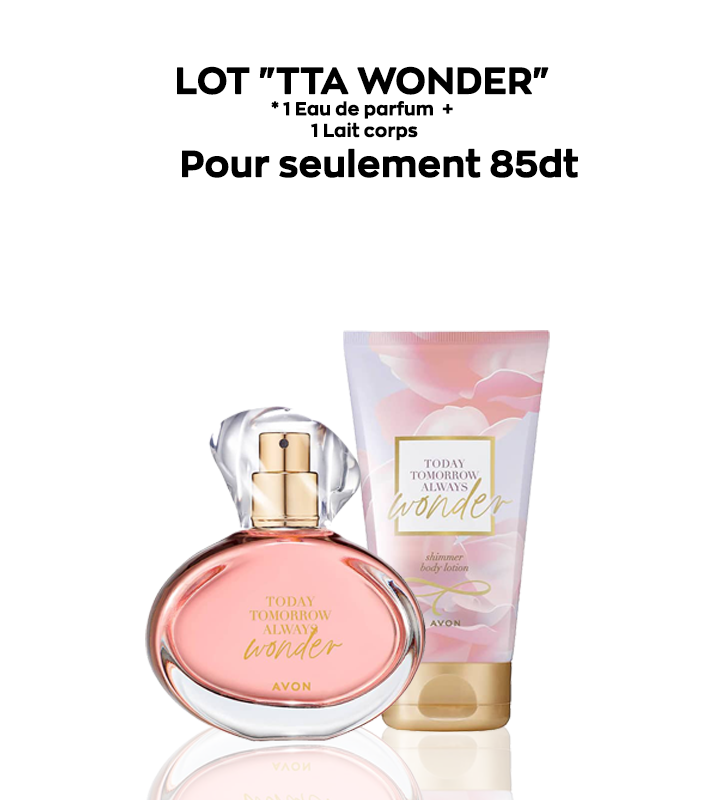 LOT "TTA WONDER"
* 1 Eau de parfum +
1 Lait corps
Pour seulement 85dt
TODAY
TOMORROW
ALWAYS
wonder
shimmer
body lotion
AVON
TODAY
TOMORROW
ALWAYS
wonder
AVON